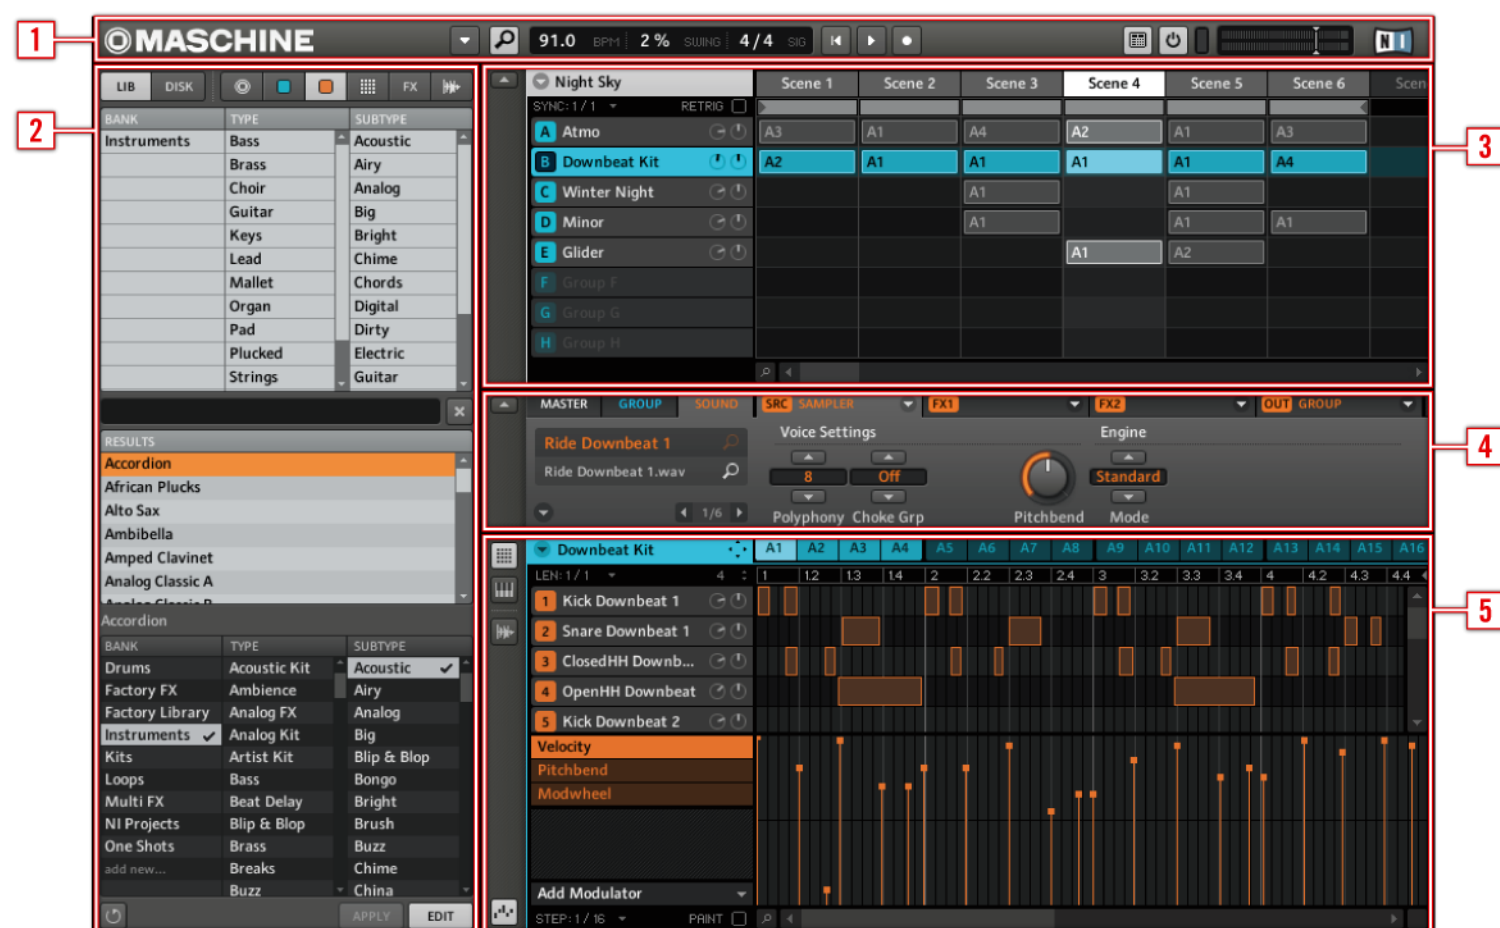 1
MASCHINE
91.0 BPM 2 % SWING 4/4 SIG
NI
2
LIB DISK FX
BANK TYPE SUBTYPE
Instruments Bass Acoustic
Brass Airy
Choir Analog
Guitar Big
Keys Bright
Lead Chime
Mallet Chords
Organ Digital
Pad Dirty
Plucked Electric
Strings Guitar
RESULTS
Accordion
African Plucks
Alto Sax
Ambibella
Amped Clavinet
Analog Classic A
Analog Classic B
Accordion
BANK TYPE SUBTYPE
Drums Acoustic Kit Acoustic
Factory FX Ambience Airy
Factory Library Analog FX Analog
Instruments Analog Kit Big
Kits Artist Kit Blip & Blop
Loops Bass Bongo
Multi FX Beat Delay Bright
NI Projects Blip & Blop Brush
One Shots Brass Buzz
add new... Breaks Chime
Buzz China
APPLY EDIT
3
Night Sky Scene 1 Scene 2 Scene 3 Scene 4 Scene 5 Scene 6 Scen
SYNC: 1 / 1 RETRIG
A Atmo A3 A1 A4 A2 A1 A3
B Downbeat Kit A2 A1 A1 A1 A1 A4
C Winter Night A1 A1
D Minor A1 A1 A1
E Glider A1 A2
F Group F
G Group G
H Group H
4
MASTER GROUP SOUND SRC SAMPLER FX1 FX2 OUT GROUP
Voice Settings Engine
Ride Downbeat 1
Ride Downbeat 1.wav
8 Off Standard
1/6
Polyphony Choke Grp Pitchbend Mode
5
Downbeat Kit A1 A2 A3 A4 A5 A6 A7 A8 A9 A10 A11 A12 A13 A14 A15 A16
LEN: 1 / 1 4 1 1.2 1.3 1.4 2 2.2 2.3 2.4 3 3.2 3.3 3.4 4 4.2 4.3 4.4
1 Kick Downbeat 1
2 Snare Downbeat 1
3 ClosedHH Downb...
4 OpenHH Downbeat
5 Kick Downbeat 2
Velocity
Pitchbend
Modwheel
Add Modulator
STEP: 1 / 16 PAINT